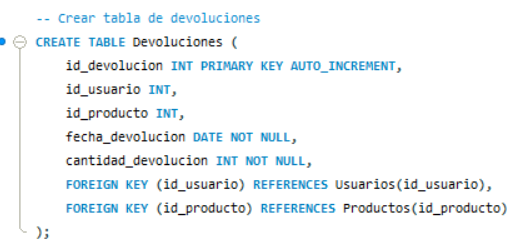 -- Crear tabla de devoluciones
CREATE TABLE Devoluciones (
id_devolucion INT PRIMARY KEY AUTO_INCREMENT,
id_usuario INT,
id_producto INT,
fecha_devolucion DATE NOT NULL,
cantidad_devolucion INT NOT NULL,
FOREIGN KEY (id_usuario) REFERENCES Usuarios(id_usuario),
FOREIGN KEY (id_producto) REFERENCES Productos(id_producto)
);